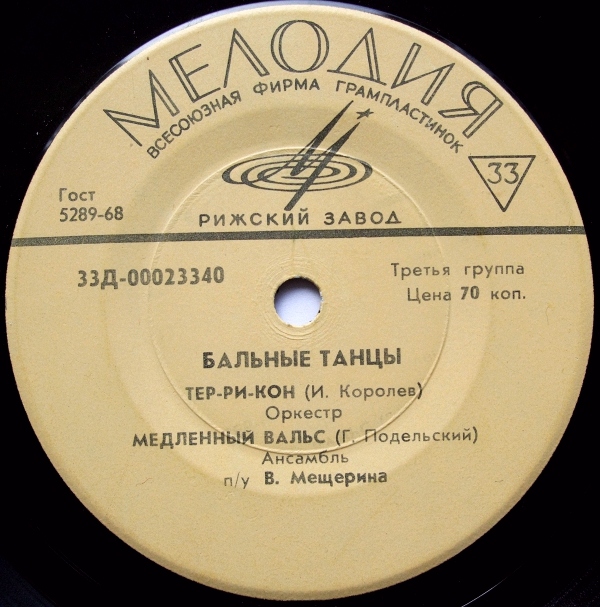 МЕЛОДИЯ
ВСЕСОЮЗНАЯ ФИРМА ГРАМПЛАСТИНОК
33
Гост
5289-68
РИЖСКИЙ ЗАВОД
33Д-00023340
Третья группа
Цена 70 коп.
БАЛЬНЫЕ ТАНЦЫ
ТЕР-РИ-КОН (И. Королев)
Оркестр
МЕДЛЕННЫЙ ВАЛЬС (Г. Подельский)
Ансамбль
п/у В. Мещерина